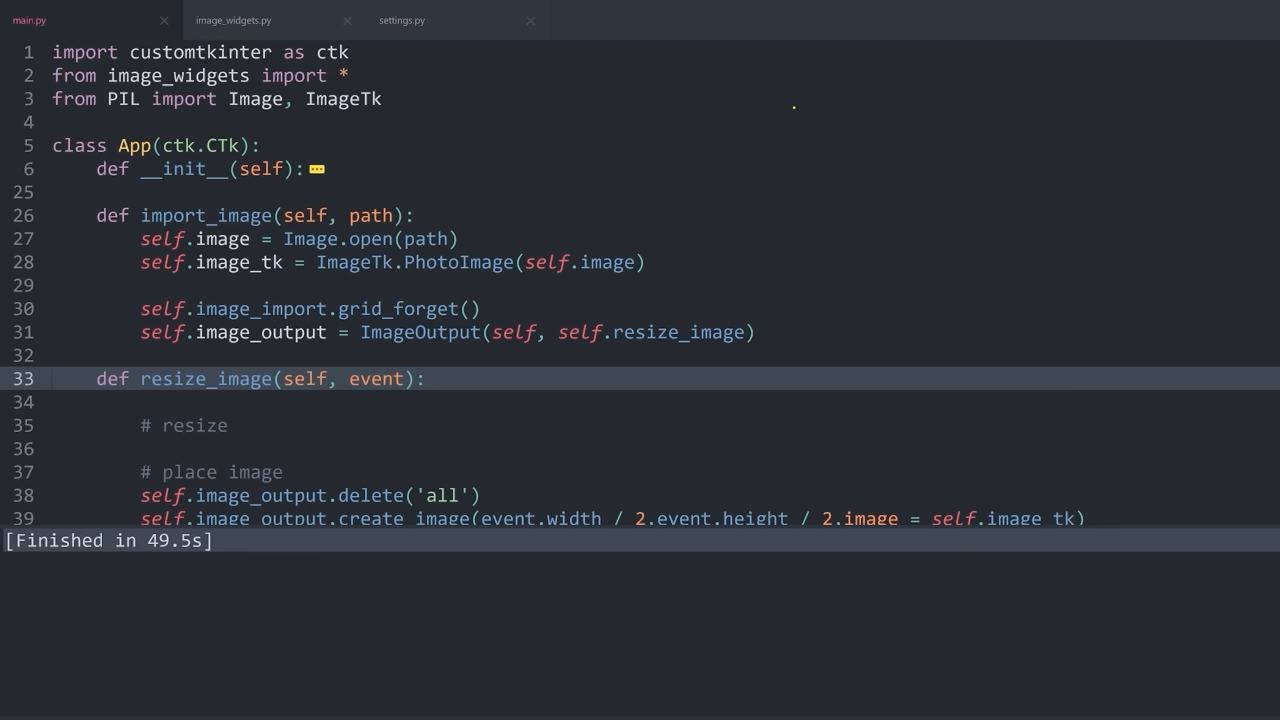 main.py image_widgets.py settings.py
1 import customtkinter as ctk
2 from image_widgets import *
3 from PIL import Image, ImageTk
4
5 class App(ctk.CTk):
6     def __init__(self):
25
26     def import_image(self, path):
27         self.image = Image.open(path)
28         self.image_tk = ImageTk.PhotoImage(self.image)
29
30         self.image_import.grid_forget()
31         self.image_output = ImageOutput(self, self.resize_image)
32
33     def resize_image(self, event):
34
35         # resize
36
37         # place image
38         self.image_output.delete('all')
39         self.image_output.create_image(event.width / 2,event.height / 2,image = self.image_tk)
[Finished in 49.5s]